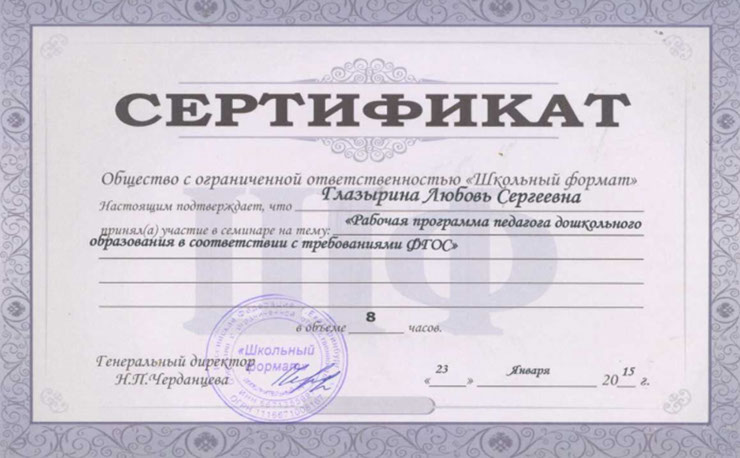 СЕРТИФИКАТ
Общество с ограниченной ответственностью «Школьный формат»
Глазырина Любовь Сергеевна
Настоящим подтверждает, что
«Рабочая программа педагога дошкольного
принял(а) участие в семинаре на тему:
образования в соответствии с требованиями ФГОС»
ШФ
в объеме 8 часов.
Генеральный директор
Н.П.Черданцева
«Школьный
формат»
«23» Января 2015 г.